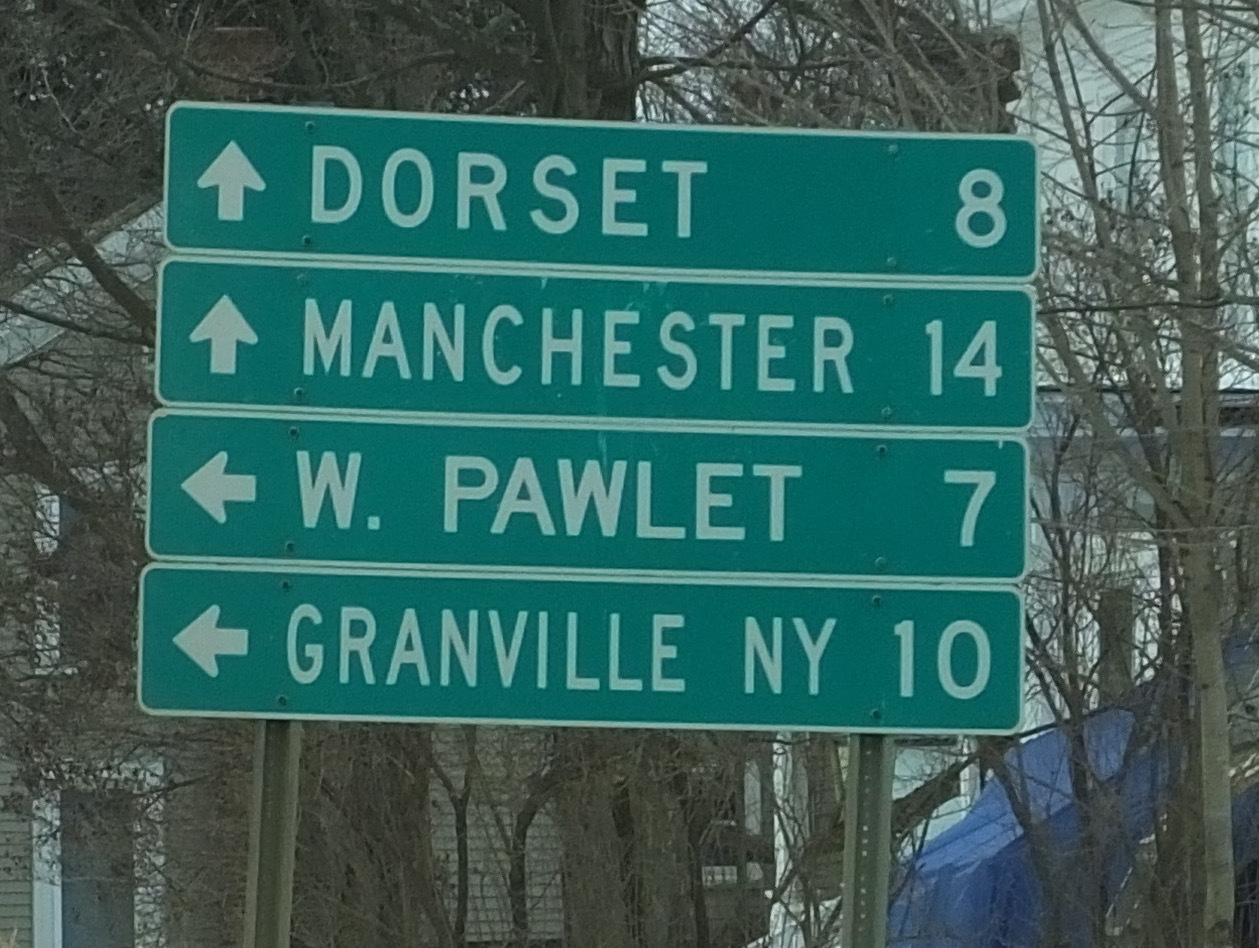 ↑ DORSET 8
↑ MANCHESTER 14
← W. PAWLET 7
← GRANVILLE NY 10